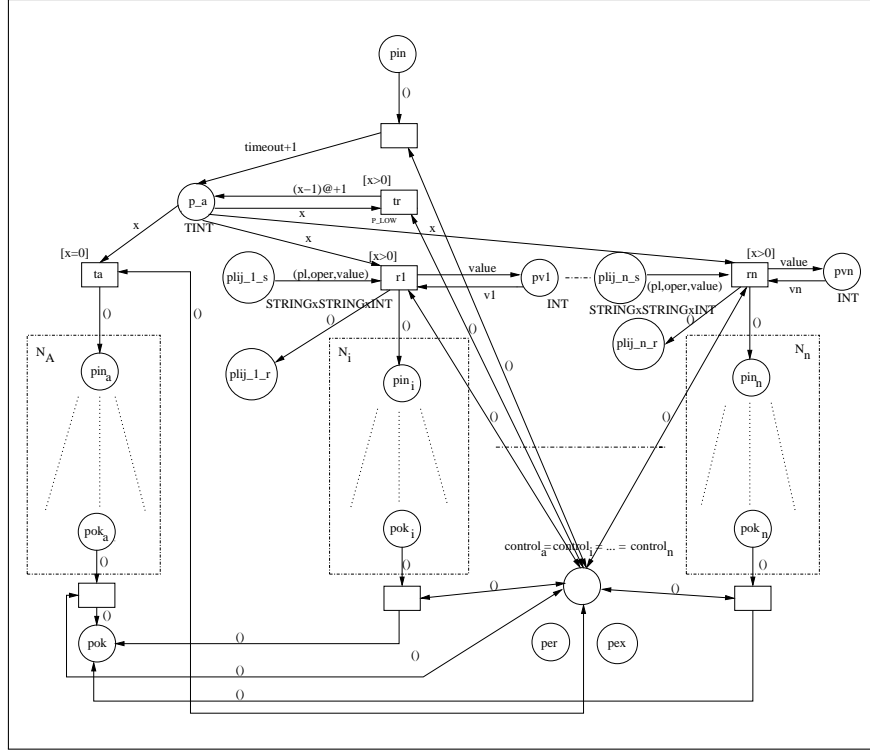 pin
()
timeout+1
[x>0]
(x−1)@+1
p_a
tr
x
P_LOW
TINT
x
x
x
[x=0]
[x>0]
[x>0]
ta
plij_1_s
(pl,oper,value)
r1
value
pv1
plij_n_s
(pl,oper,value)
rn
value
pvn
v1
vn
INT
INT
STRINGxSTRINGxINT
STRINGxSTRINGxINT
()
()
()
()
()
()
()
N_A
N_i
plij_n_r
N_n
()
pin_a
plij_1_r
pin_i
pin_n
()
()
()
pok_a
pok_i
pok_n
control_a = control_i = ... = control_n
()
()
()
()
()
()
pok
()
()
per
pex
()
()